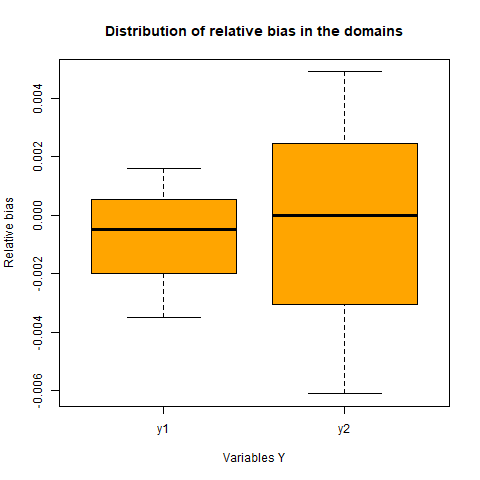 Distribution of relative bias in the domains
Relative bias
0.004
0.002
0.000
-0.002
-0.004
-0.006
y1
y2
Variables Y